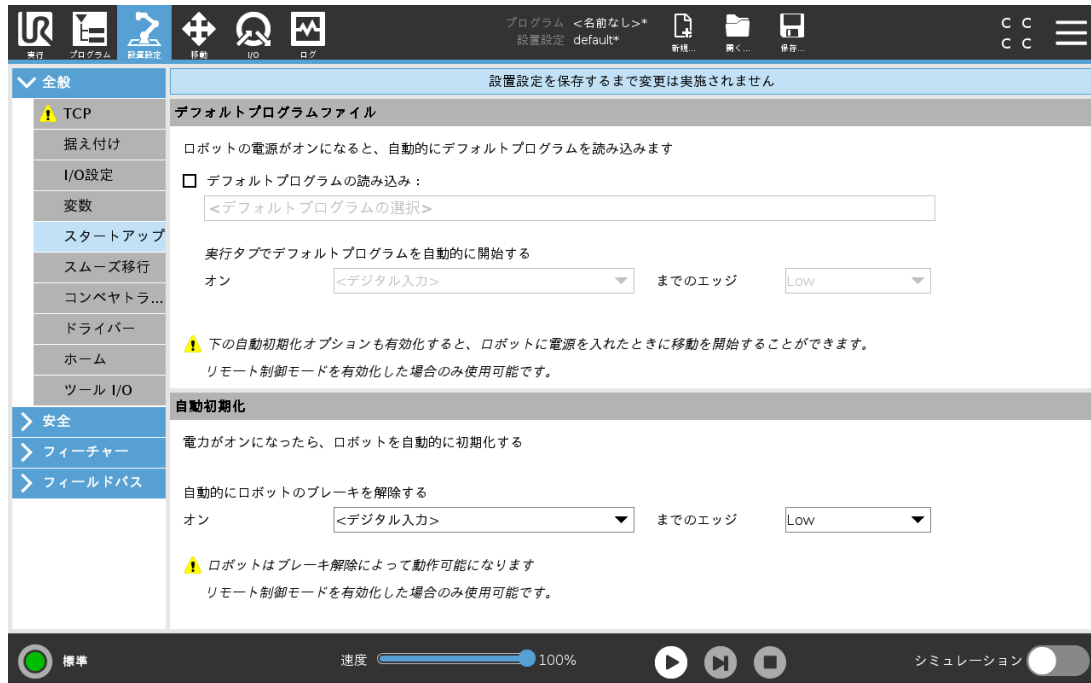 UR
実行
プログラム
設置設定
移動
I/O
ログ
プログラム <名前なし>*
設置設定 default*
新規...
開く...
保存...
C C
C C
全般
TCP
据え付け
I/O設定
変数
スタートアップ
スムーズ移行
コンベヤトラ...
ドライバー
ホーム
ツール I/O
安全
フィーチャー
フィールドバス
設置設定を保存するまで変更は実施されません
デフォルトプログラムファイル
ロボットの電源がオンになると、自動的にデフォルトプログラムを読み込みます
デフォルトプログラムの読み込み：
<デフォルトプログラムの選択>
実行タブでデフォルトプログラムを自動的に開始する
オン <デジタル入力> までのエッジ Low
下の自動初期化オプションも有効化すると、ロボットに電源を入れたときに移動を開始することができます。
リモート制御モードを有効化した場合のみ使用可能です。
自動初期化
電力がオンになったら、ロボットを自動的に初期化する
自動的にロボットのブレーキを解除する
オン <デジタル入力> までのエッジ Low
ロボットはブレーキ解除によって動作可能になります
リモート制御モードを有効化した場合のみ使用可能です。
標準
速度 100%
シミュレーション